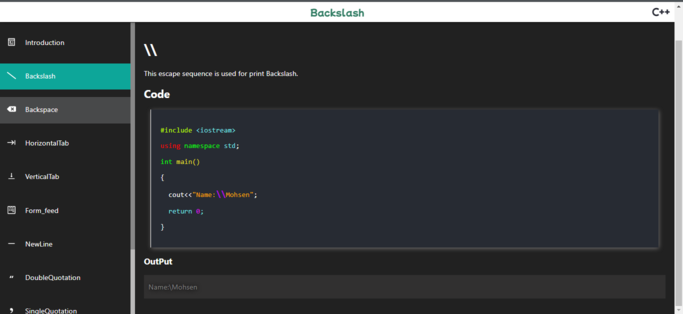 Backslash
C++
Introduction
Backslash
Backspace
HorizontalTab
VerticalTab
Form_feed
NewLine
DoubleQuotation
SingleQuotation
\\
This escape sequence is used for print Backslash.
Code
#include <iostream>
using namespace std;
int main()
{
cout<<"Name:\\Mohsen";
return 0;
}
OutPut
Name:\Mohsen